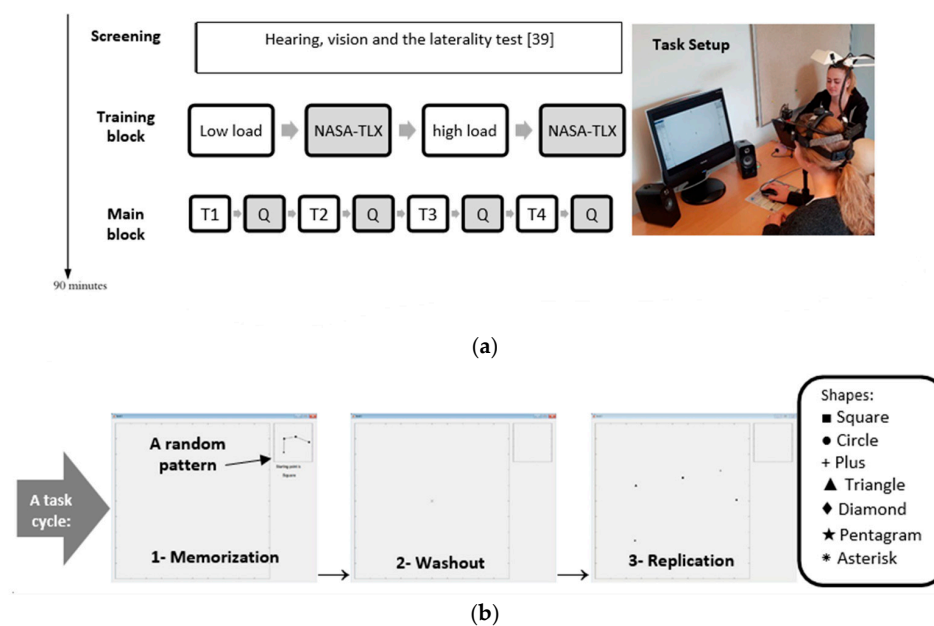 Screening
Hearing, vision and the laterality test [39]
Task Setup
Training
block
Low load
NASA-TLX
high load
NASA-TLX
Main
block
T1
Q
T2
Q
T3
Q
T4
Q
90 minutes
(a)
A task
cycle:
A random
pattern
Square
1- Memorization
2- Washout
3- Replication
Shapes:
■ Square
● Circle
+ Plus
▲ Triangle
♦ Diamond
★ Pentagram
* Asterisk
(b)